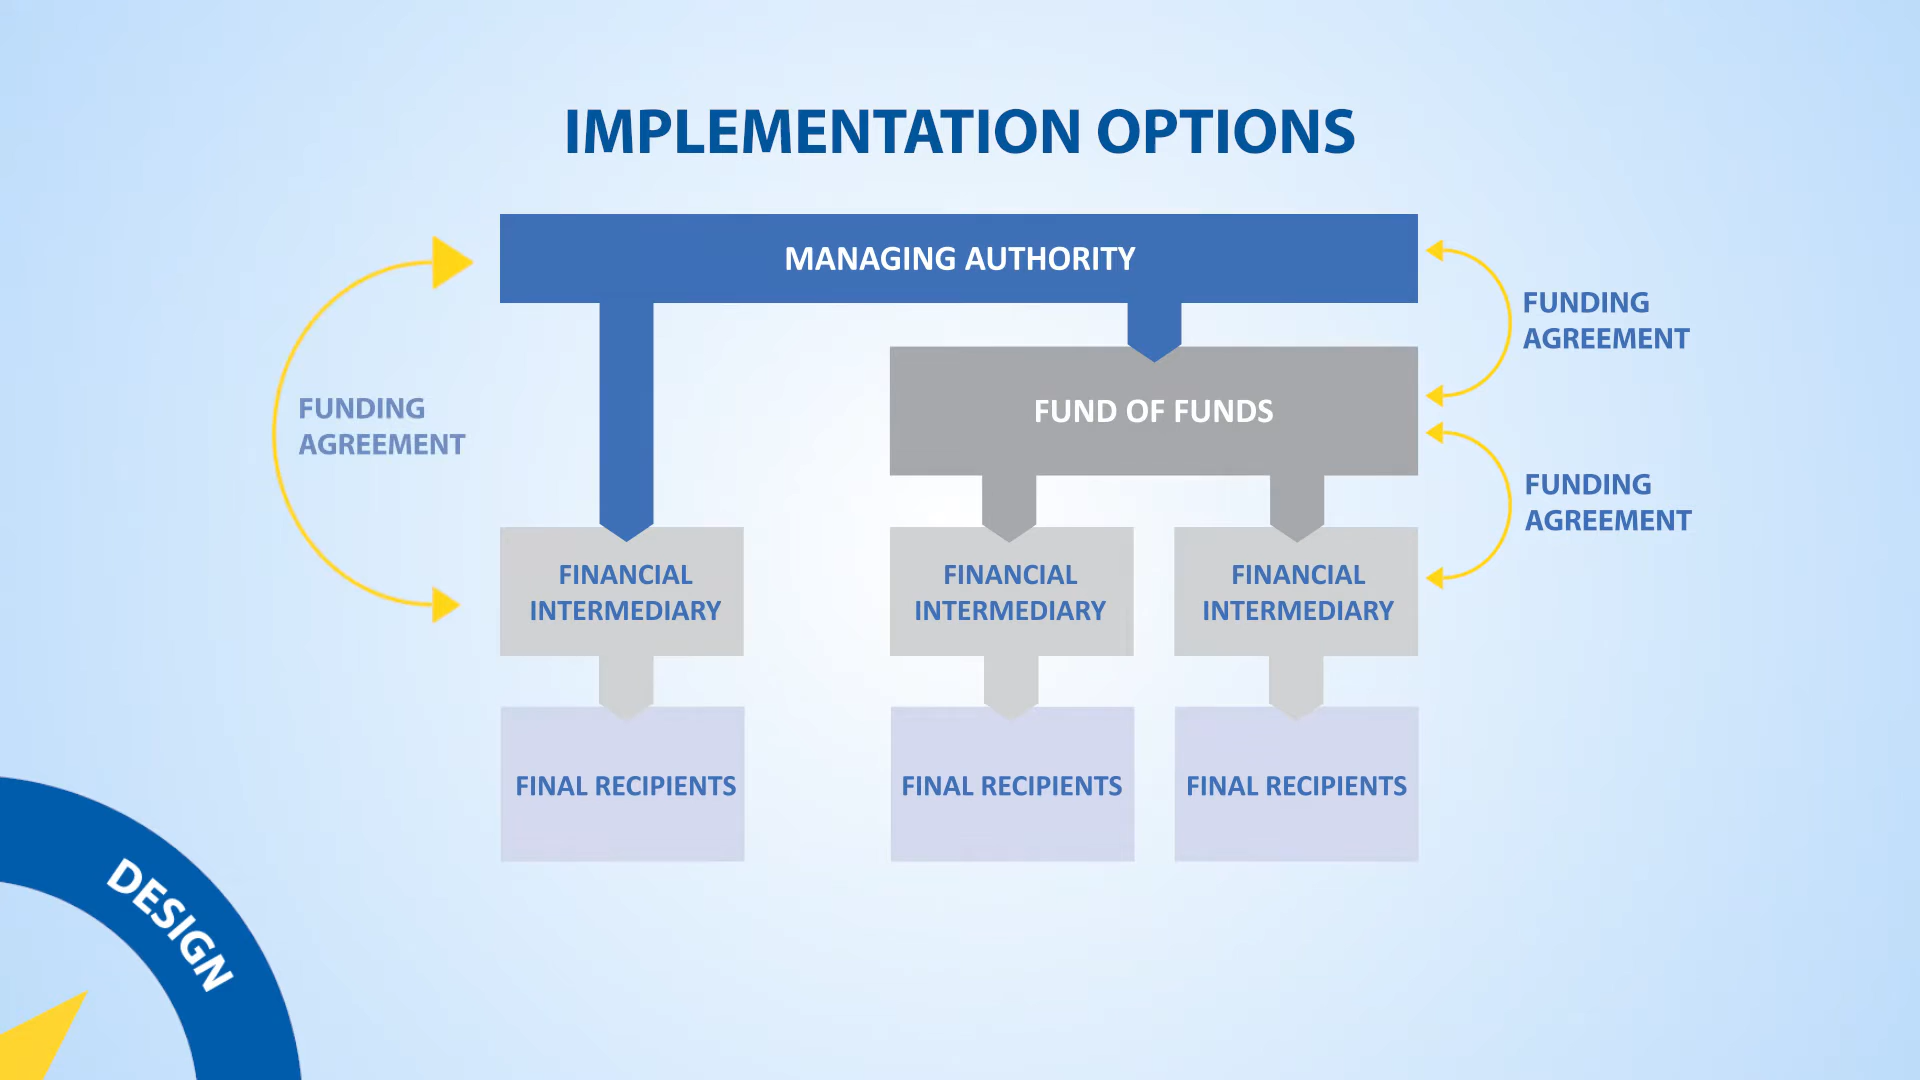 IMPLEMENTATION OPTIONS
MANAGING AUTHORITY
FUNDING
AGREEMENT
FUND OF FUNDS
FUNDING
AGREEMENT
FUNDING
AGREEMENT
FINANCIAL
INTERMEDIARY
FINANCIAL
INTERMEDIARY
FINANCIAL
INTERMEDIARY
FINAL RECIPIENTS
FINAL RECIPIENTS
FINAL RECIPIENTS
DESIGN